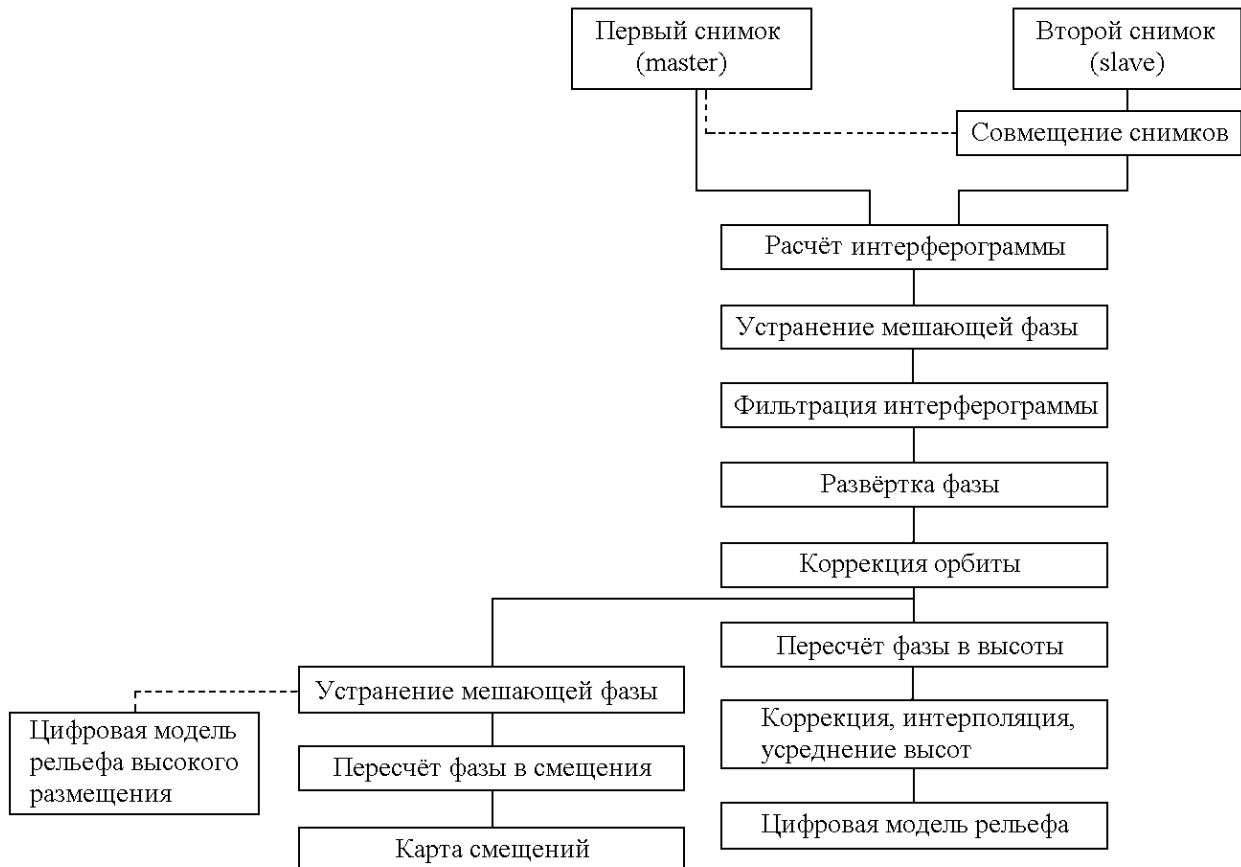 Первый снимок
(master)
Второй снимок
(slave)
Совмещение снимков
Расчёт интерферограммы
Устранение мешающей фазы
Фильтрация интерферограммы
Развёртка фазы
Коррекция орбиты
Пересчёт фазы в высоты
Устранение мешающей фазы
Цифровая модель
рельефа высокого
размещения
Коррекция, интерполяция,
усреднение высот
Пересчёт фазы в смещения
Цифровая модель рельефа
Карта смещений